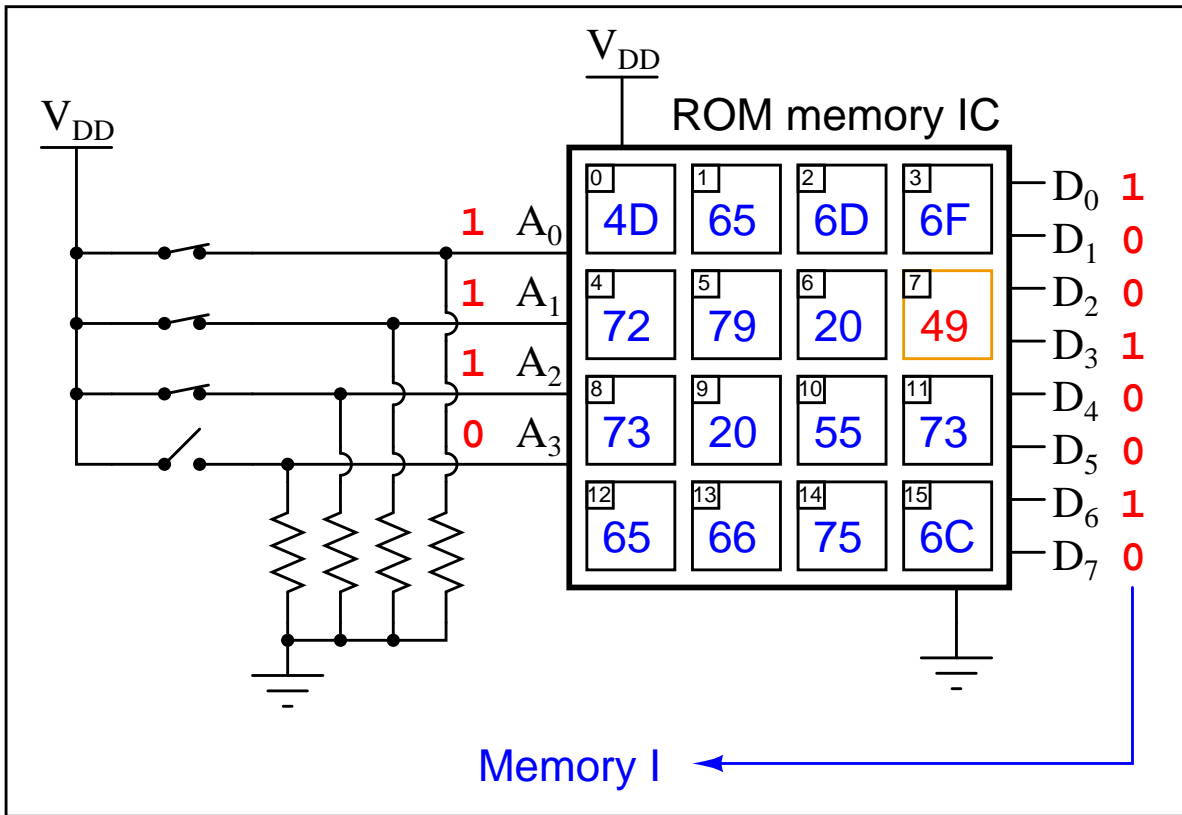 VDD
VDD
ROM memory IC
0 1 2 3
4D 65 6D 6F
4 5 6 7
72 79 20 49
8 9 10 11
73 20 55 73
12 13 14 15
65 66 75 6C
1 A0
1 A1
1 A2
0 A3
D0 1
D1 0
D2 0
D3 1
D4 0
D5 0
D6 1
D7 0
Memory I